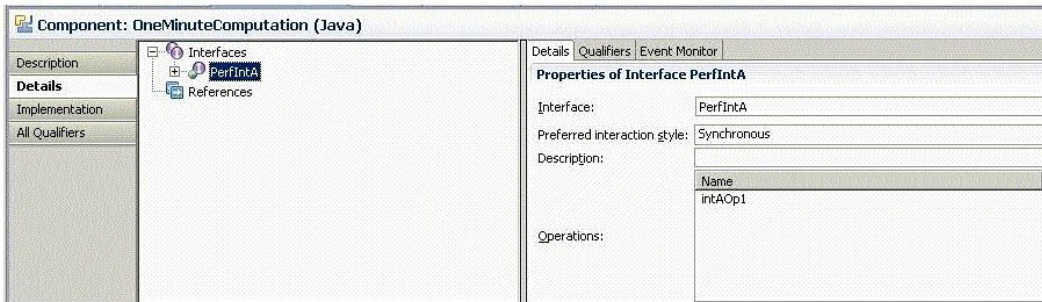 Component: OneMinuteComputation (Java)
Description
Details
Implementation
All Qualifiers
Interfaces
PerfIntA
References
Details Qualifiers Event Monitor
Properties of Interface PerfIntA
Interface: PerfIntA
Preferred interaction style: Synchronous
Description:
Name
intAOp1
Operations: